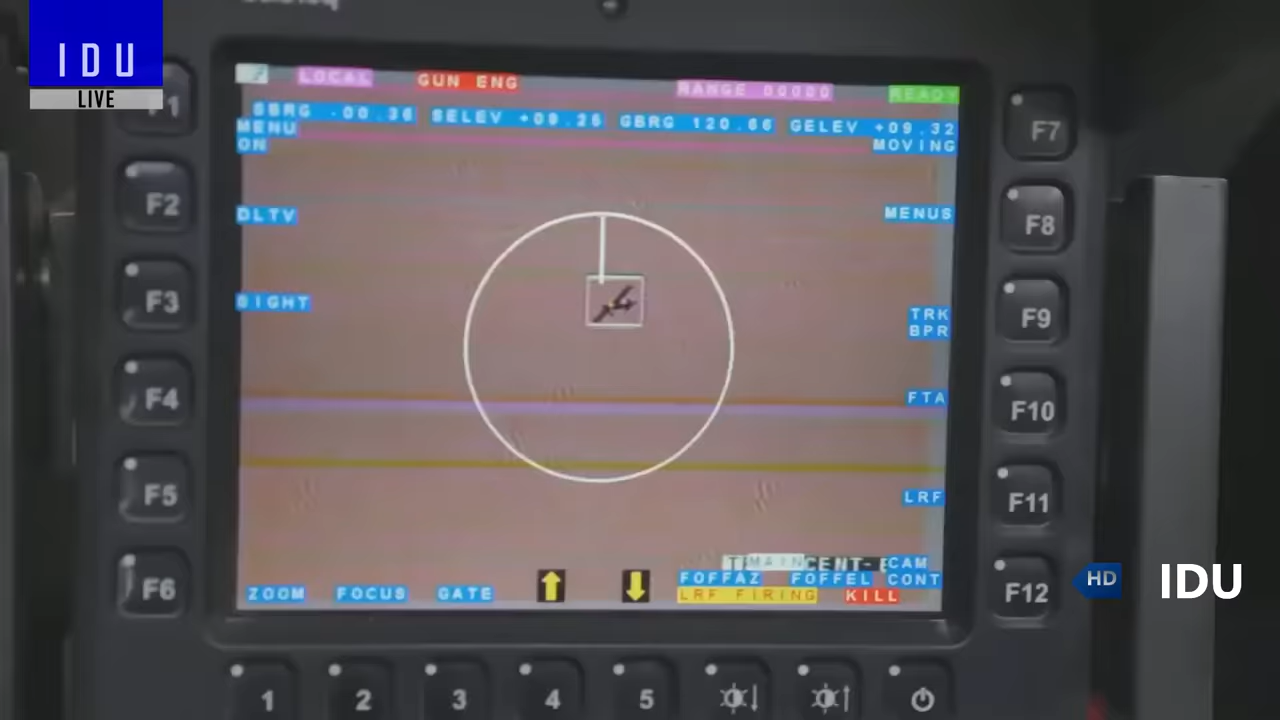 IDU
LIVE
LOCAL GUN ENG RANGE 00000 READY
SBRG -00.36 SELEV +09.26 GBRG 120.66 GELEV +09.32
MENU
ON
MOVING
DLTV
MENUS
SIGHT
TRK
BPR
FTA
LRF
MAIN CENT- CAM
FOFFAZ FOFFEL CONT
ZOOM FOCUS GATE LRF FIRING KILL
F1
F2
F3
F4
F5
F6
F7
F8
F9
F10
F11
F12
HD IDU
1 2 3 4 5